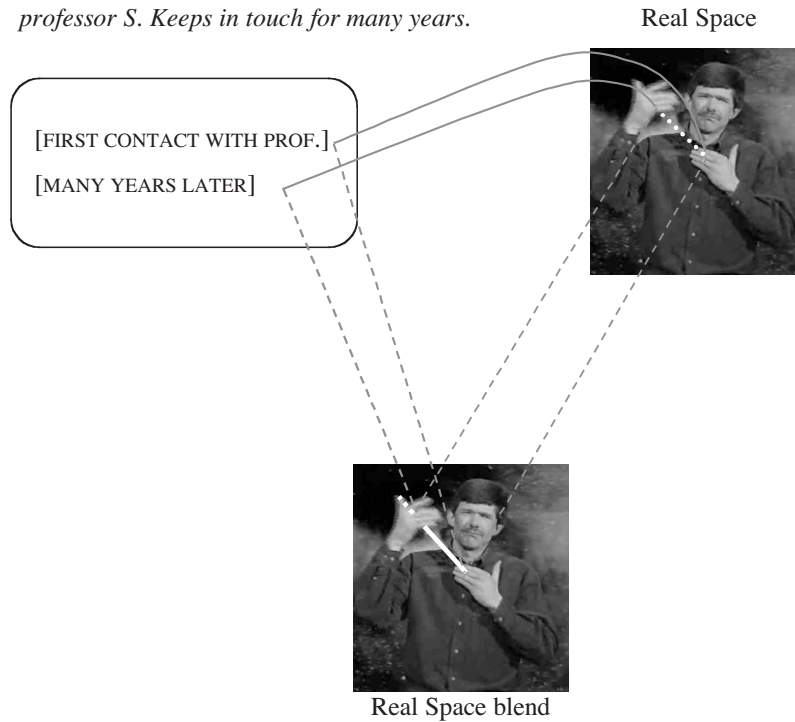 professor S. Keeps in touch for many years.
Real Space
[FIRST CONTACT WITH PROF.]
[MANY YEARS LATER]
Real Space blend